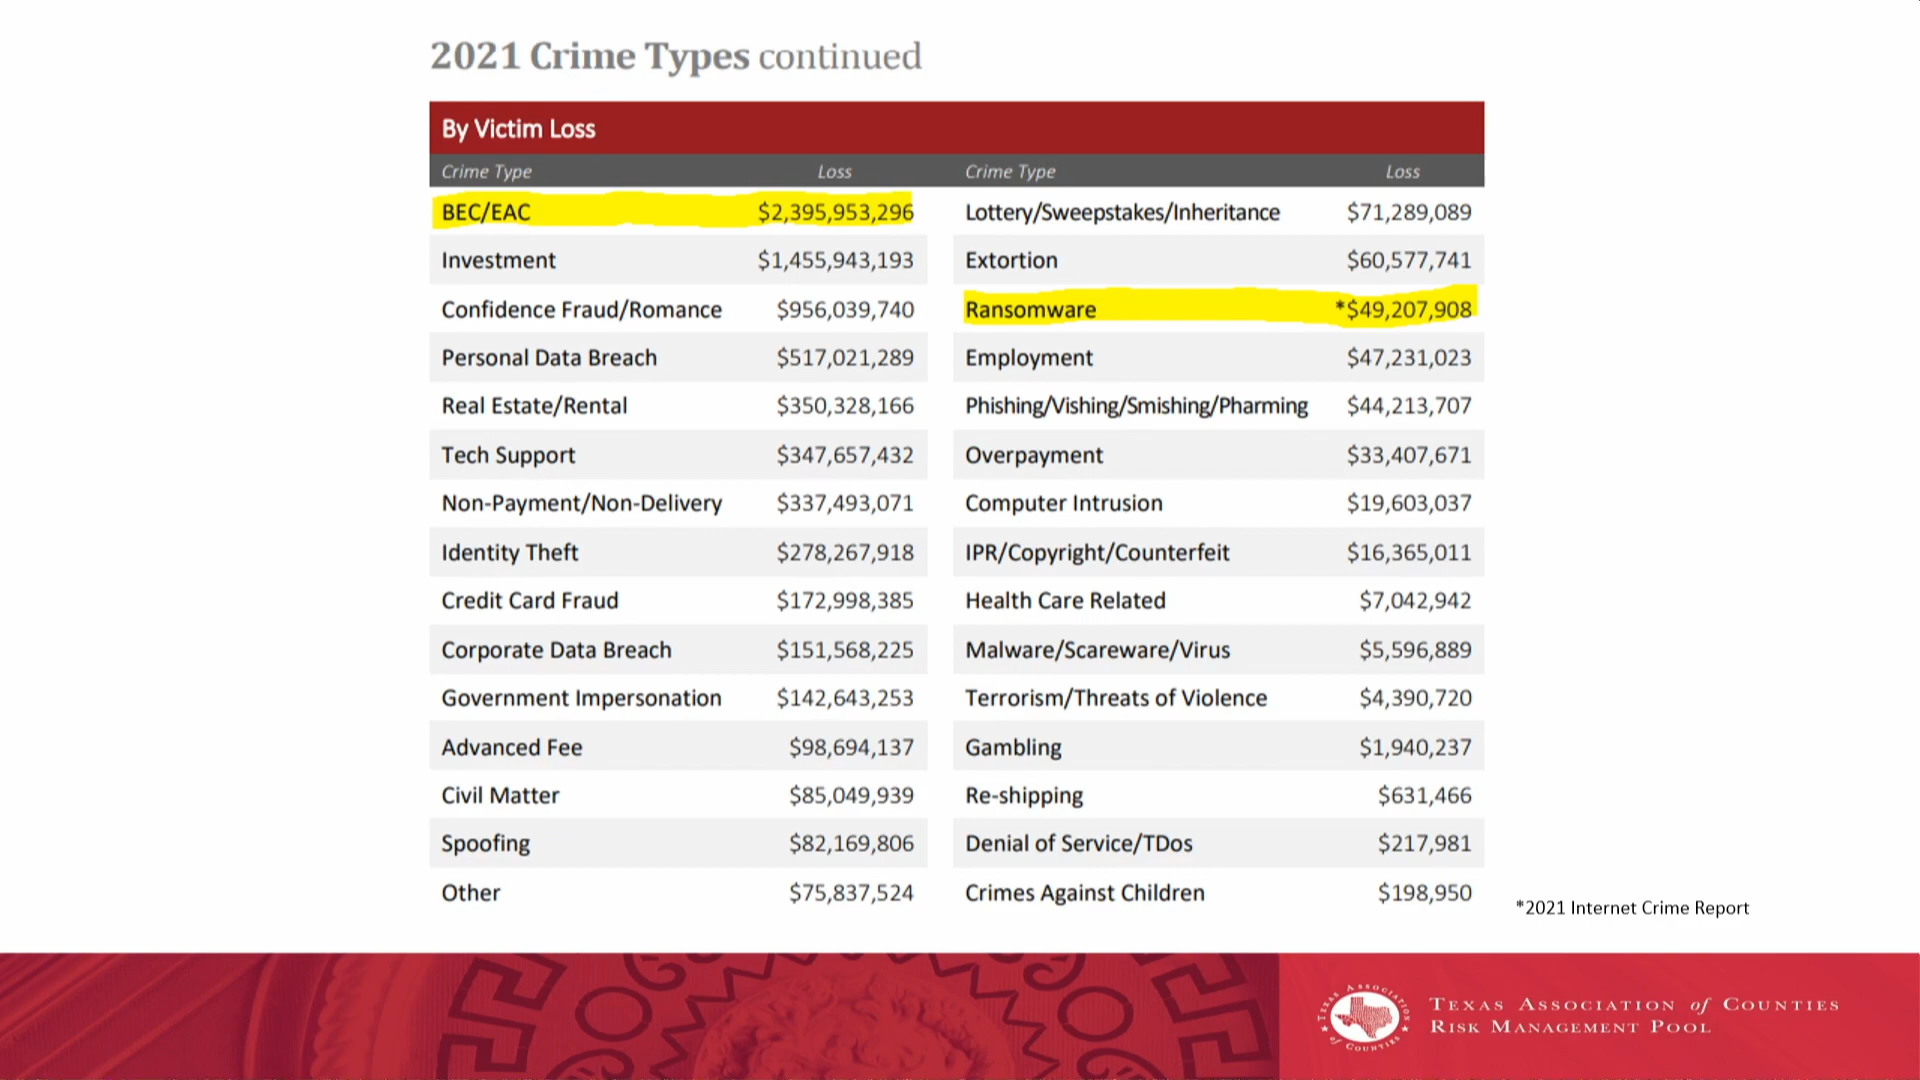 2021 Crime Types continued
By Victim Loss
Crime Type Loss Crime Type Loss
BEC/EAC $2,395,953,296 Lottery/Sweepstakes/Inheritance $71,289,089
Investment $1,455,943,193 Extortion $60,577,741
Confidence Fraud/Romance $956,039,740 Ransomware *$49,207,908
Personal Data Breach $517,021,289 Employment $47,231,023
Real Estate/Rental $350,328,166 Phishing/Vishing/Smishing/Pharming $44,213,707
Tech Support $347,657,432 Overpayment $33,407,671
Non-Payment/Non-Delivery $337,493,071 Computer Intrusion $19,603,037
Identity Theft $278,267,918 IPR/Copyright/Counterfeit $16,365,011
Credit Card Fraud $172,998,385 Health Care Related $7,042,942
Corporate Data Breach $151,568,225 Malware/Scareware/Virus $5,596,889
Government Impersonation $142,643,253 Terrorism/Threats of Violence $4,390,720
Advanced Fee $98,694,137 Gambling $1,940,237
Civil Matter $85,049,939 Re-shipping $631,466
Spoofing $82,169,806 Denial of Service/TDos $217,981
Other $75,837,524 Crimes Against Children $198,950
*2021 Internet Crime Report
TEXAS ASSOCIATION of COUNTIES
TEXAS ASSOCIATION of COUNTIES
RISK MANAGEMENT POOL